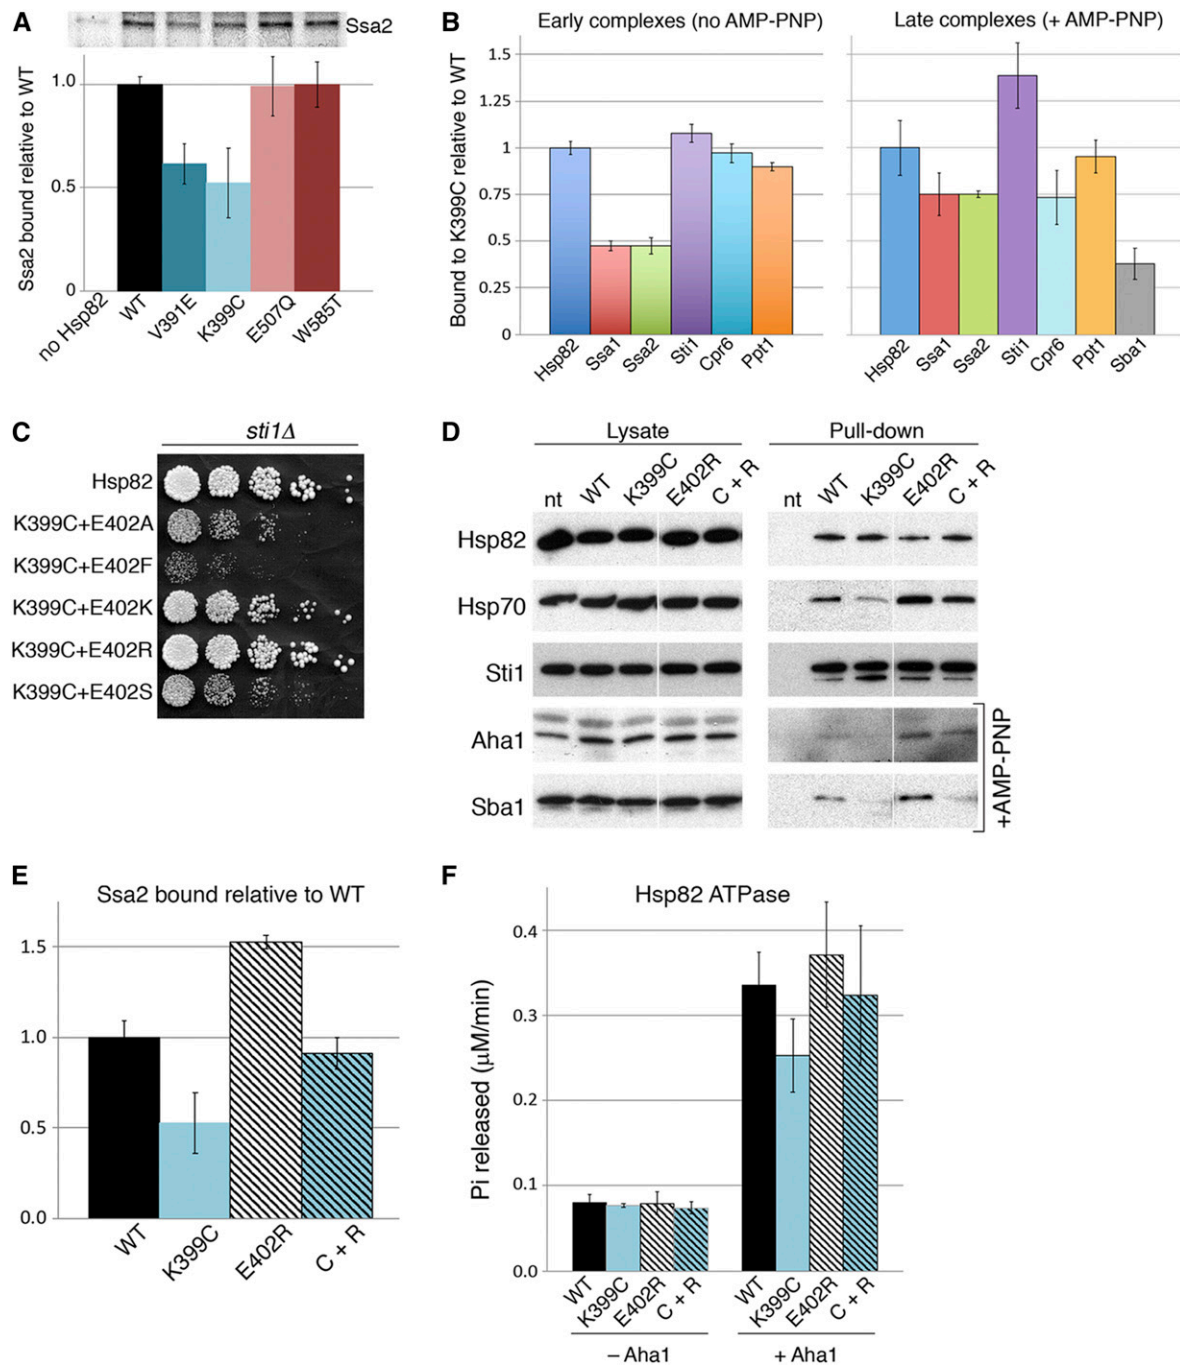 A
Ssa2
Ssa2 bound relative to WT
1.0
0.5
0
no Hsp82
WT
V391E
K399C
E507Q
W585T
B
Early complexes (no AMP-PNP)
Late complexes (+ AMP-PNP)
Bound to K399C relative to WT
1.5
1.25
1
0.75
0.5
0.25
0
Hsp82
Ssa1
Ssa2
Sti1
Cpr6
Ppt1
Hsp82
Ssa1
Ssa2
Sti1
Cpr6
Ppt1
Sba1
C
sti1Δ
Hsp82
K399C+E402A
K399C+E402F
K399C+E402K
K399C+E402R
K399C+E402S
D
Lysate
Pull-down
nt
WT
K399C
E402R
C + R
nt
WT
K399C
E402R
C + R
Hsp82
Hsp70
Sti1
Aha1
Sba1
+AMP-PNP
E
Ssa2 bound relative to WT
1.5
1.0
0.5
0.0
WT
K399C
E402R
C + R
F
Hsp82 ATPase
Pi released (μM/min)
0.4
0.3
0.2
0.1
0.0
WT
K399C
E402R
C + R
WT
K399C
E402R
C + R
– Aha1
+ Aha1